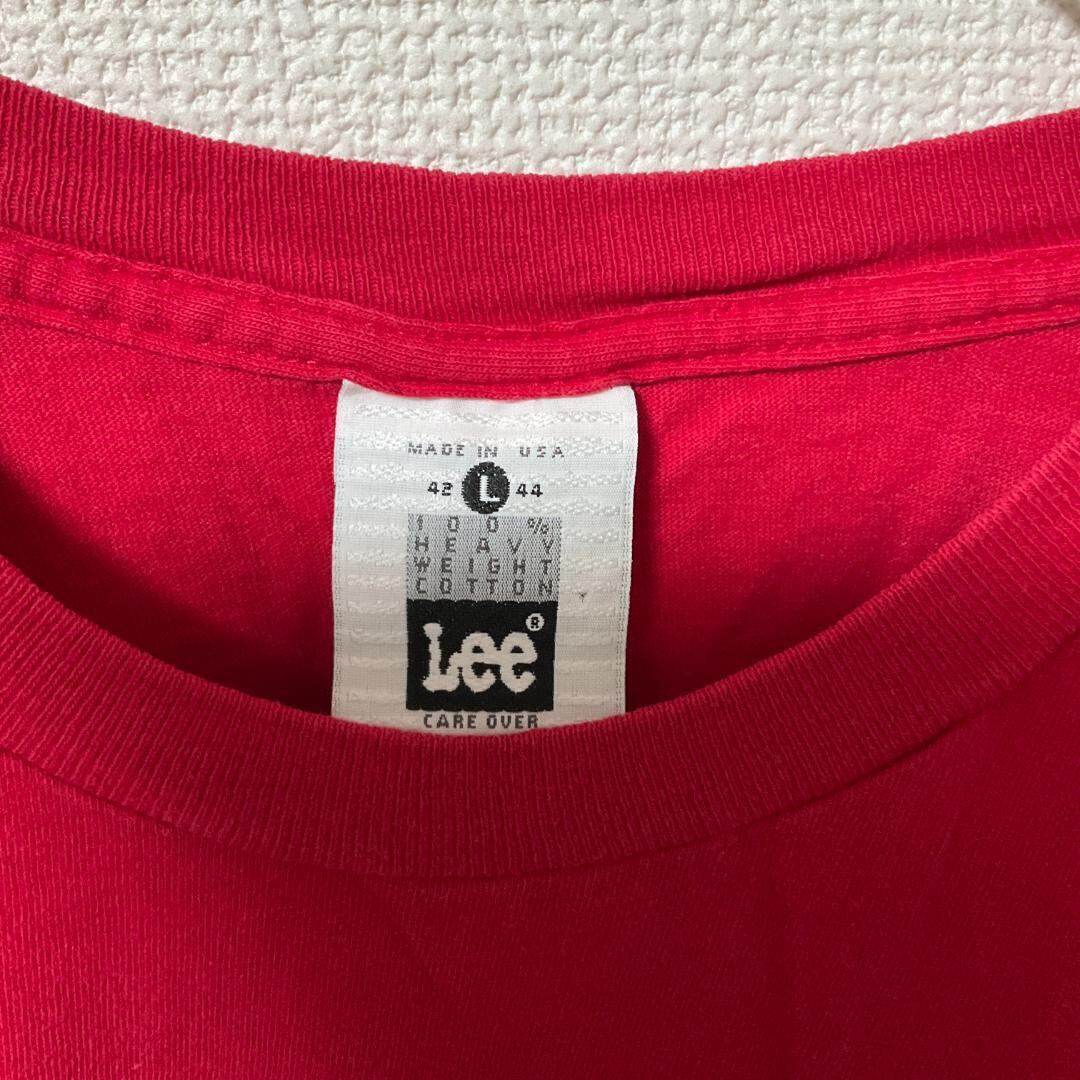 MADE IN USA
42 L 44
100%
HEAVY
WEIGHT
COTTON
Lee®
CARE OVER